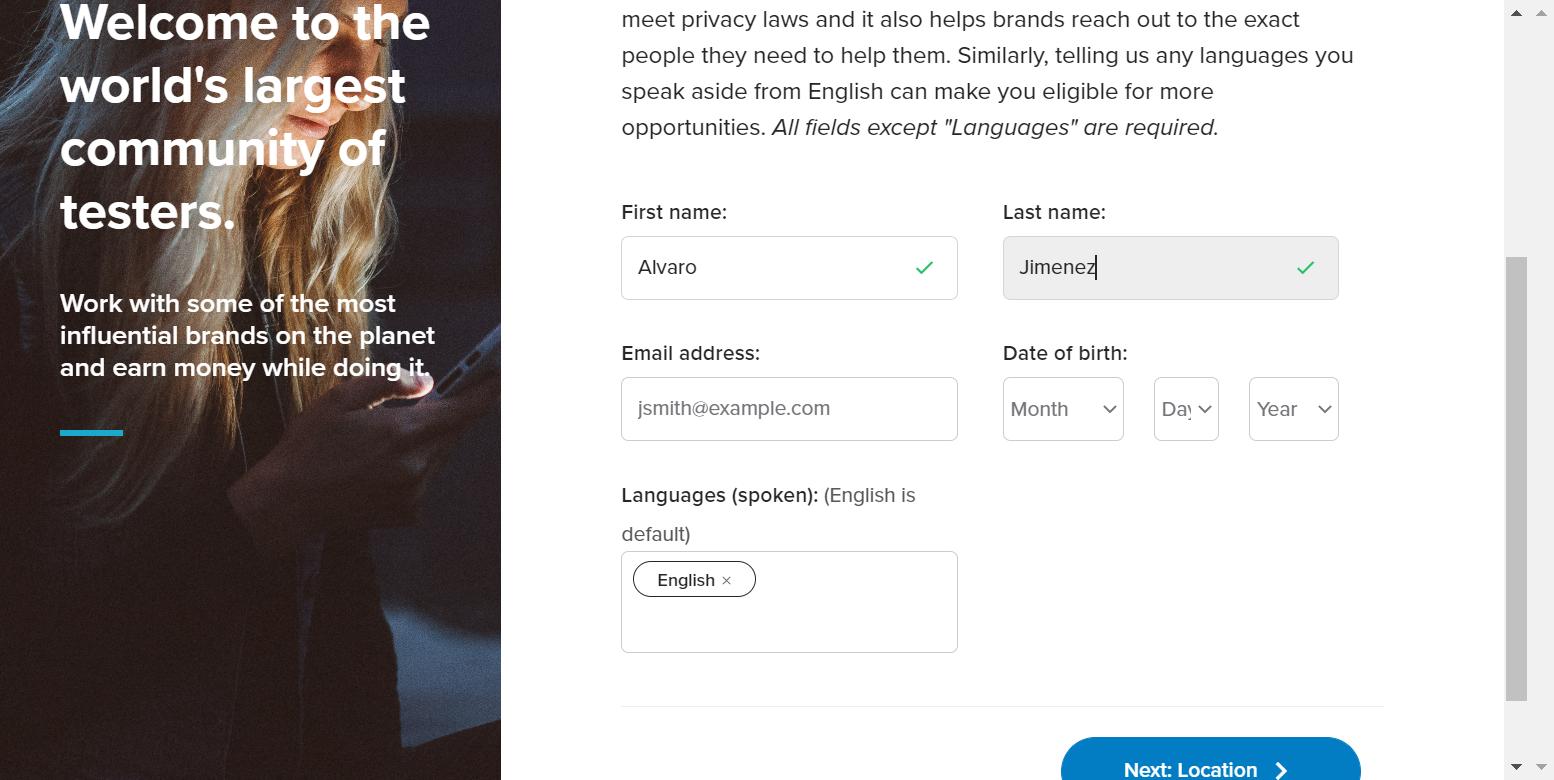 Welcome to the
world's largest
community of
testers.
Work with some of the most
influential brands on the planet
and earn money while doing it.
meet privacy laws and it also helps brands reach out to the exact
people they need to help them. Similarly, telling us any languages you
speak aside from English can make you eligible for more
opportunities. All fields except "Languages" are required.
First name:
Last name:
Alvaro
Jimenez
Email address:
Date of birth:
jsmith@example.com
Month
Day
Year
Languages (spoken): (English is
default)
English ×
Next: Location